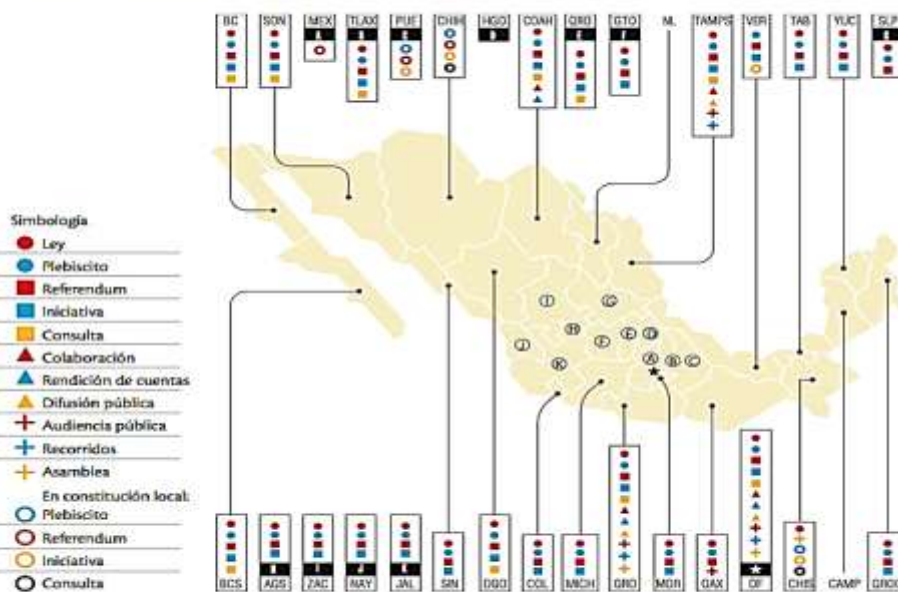 BC SON MEX TLAX PUE CHIH HGO COAH QRO GTO NL TAMPS VER TAB YUC SLP
A B C D E F G
Simbología
Ley
Plebiscito
Referendum
Iniciativa
Consulta
Colaboración
Rendición de cuentas
Difusión pública
Audiencia pública
Recorridos
Asamblea
En constitución local:
Plebiscito
Referendum
Iniciativa
Consulta
I G
H F E D
J A B C
K
H I J K
BCS AGS ZAC NAY JAL SIN DGO COL MICH GRO MOR OAX DF CHIS CAMP QROO